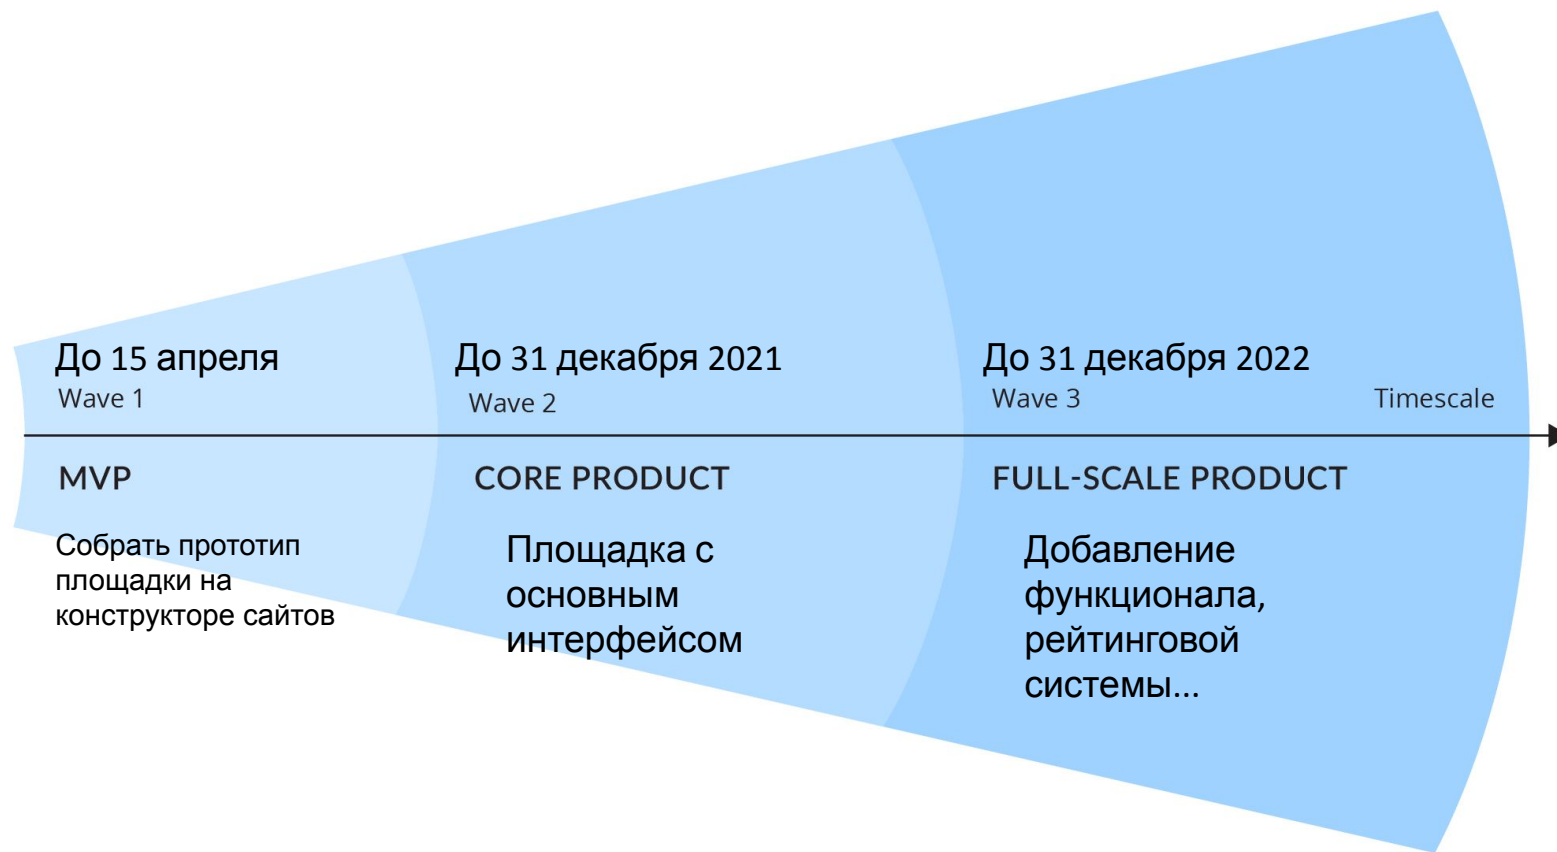 До 15 апреля
Wave 1
MVP
Собрать прототип
площадки на
конструкторе сайтов
До 31 декабря 2021
Wave 2
CORE PRODUCT
Площадка с
основным
интерфейсом
До 31 декабря 2022
Wave 3
FULL-SCALE PRODUCT
Добавление
функционала,
рейтинговой
системы...
Timescale